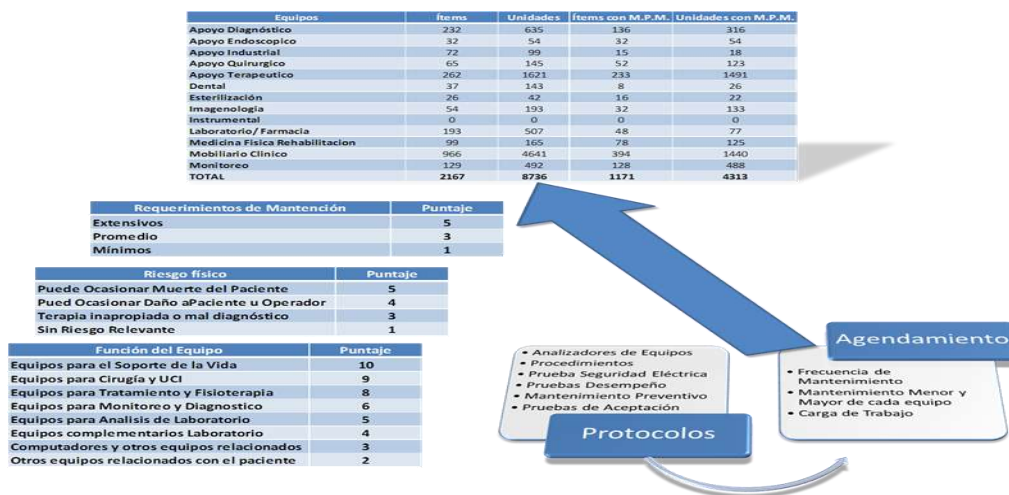 Equipos Ítems Unidades Ítems con M.P.M. Unidades con M.P.M.
Apoyo Diagnóstico 232 635 136 316
Apoyo Endoscopico 32 54 32 54
Apoyo Industrial 72 99 15 18
Apoyo Quirurgico 65 145 52 123
Apoyo Terapeutico 262 1621 233 1491
Dental 37 143 8 26
Esterilización 26 42 16 22
Imagenologia 54 193 32 133
Instrumental 0 0 0 0
Laboratorio/ Farmacia 193 507 48 77
Medicina Fisica Rehabilitacion 99 165 78 125
Mobiliario Clinico 966 4641 394 1440
Monitoreo 129 492 128 488
TOTAL 2167 8736 1171 4313
Requerimientos de Mantención Puntaje
Extensivos 5
Promedio 3
Mínimos 1
Riesgo físico Puntaje
Puede Ocasionar Muerte del Paciente 5
Pued Ocasionar Daño aPaciente u Operador 4
Terapia inapropiada o mal diagnóstico 3
Sin Riesgo Relevante 1
Función del Equipo Puntaje
Equipos para el Soporte de la Vida 10
Equipos para Cirugía y UCI 9
Equipos para Tratamiento y Fisioterapia 8
Equipos para Monitoreo y Diagnostico 6
Equipos para Analisis de Laboratorio 5
Equipos complementarios Laboratorio 4
Computadores y otros equipos relacionados 3
Otros equipos relacionados con el paciente 2
• Analizadores de Equipos
• Procedimientos
• Prueba Seguridad Eléctrica
• Pruebas Desempeño
• Mantenimiento Preventivo
• Pruebas de Aceptación
Protocolos
Agendamiento
• Frecuencia de
Mantenimiento
• Mantenimiento Menor y
Mayor de cada equipo
• Carga de Trabajo